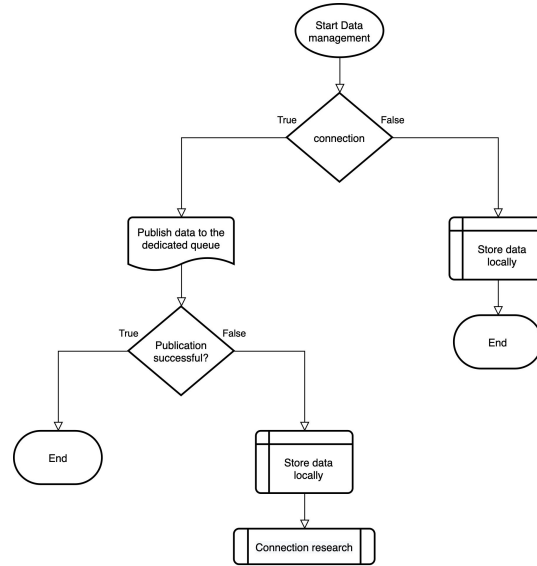 Start Data
management
True
False
connection
Publish data to the
dedicated queue
Store data
locally
True
False
Publication
successful?
End
End
Store data
locally
Connection research